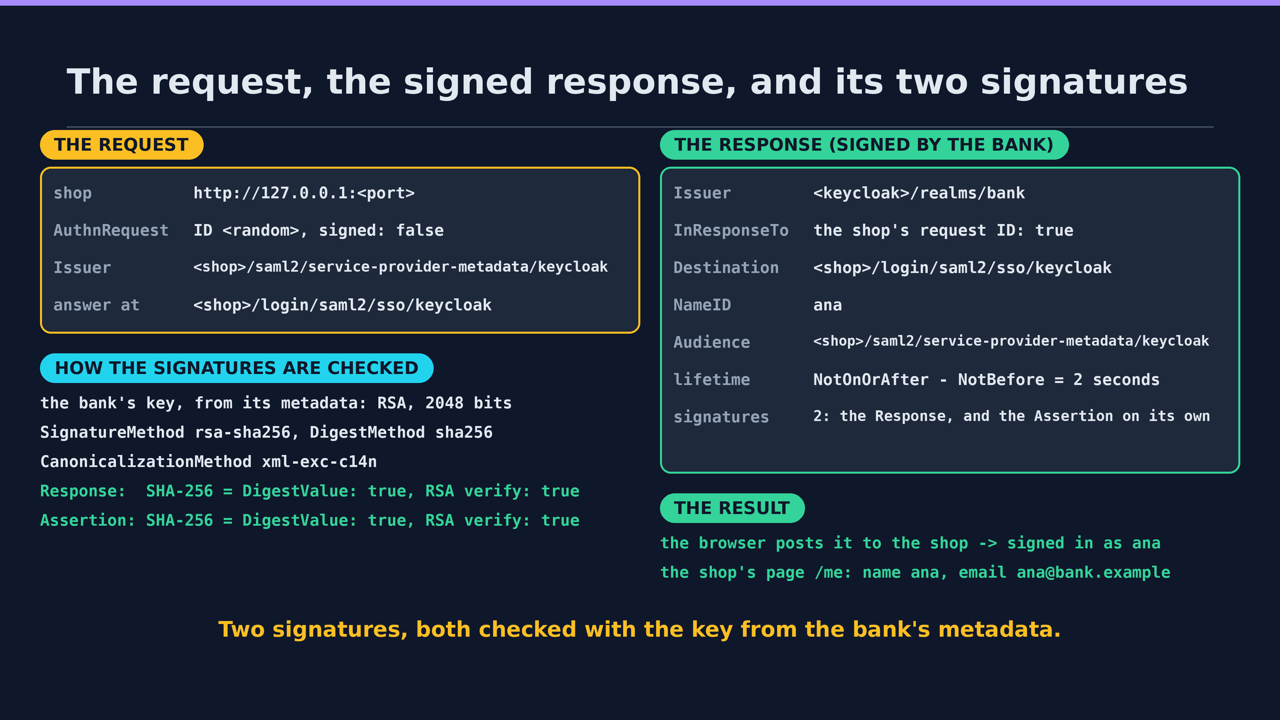 The request, the signed response, and its two signatures
THE REQUEST
shop http://127.0.0.1:<port>
AuthnRequest ID <random>, signed: false
Issuer <shop>/saml2/service-provider-metadata/keycloak
answer at <shop>/login/saml2/sso/keycloak
HOW THE SIGNATURES ARE CHECKED
the bank's key, from its metadata: RSA, 2048 bits
SignatureMethod rsa-sha256, DigestMethod sha256
CanonicalizationMethod xml-exc-c14n
Response: SHA-256 = DigestValue: true, RSA verify: true
Assertion: SHA-256 = DigestValue: true, RSA verify: true
THE RESPONSE (SIGNED BY THE BANK)
Issuer <keycloak>/realms/bank
InResponseTo the shop's request ID: true
Destination <shop>/login/saml2/sso/keycloak
NameID ana
Audience <shop>/saml2/service-provider-metadata/keycloak
lifetime NotOnOrAfter - NotBefore = 2 seconds
signatures 2: the Response, and the Assertion on its own
THE RESULT
the browser posts it to the shop -> signed in as ana
the shop's page /me: name ana, email ana@bank.example
Two signatures, both checked with the key from the bank's metadata.